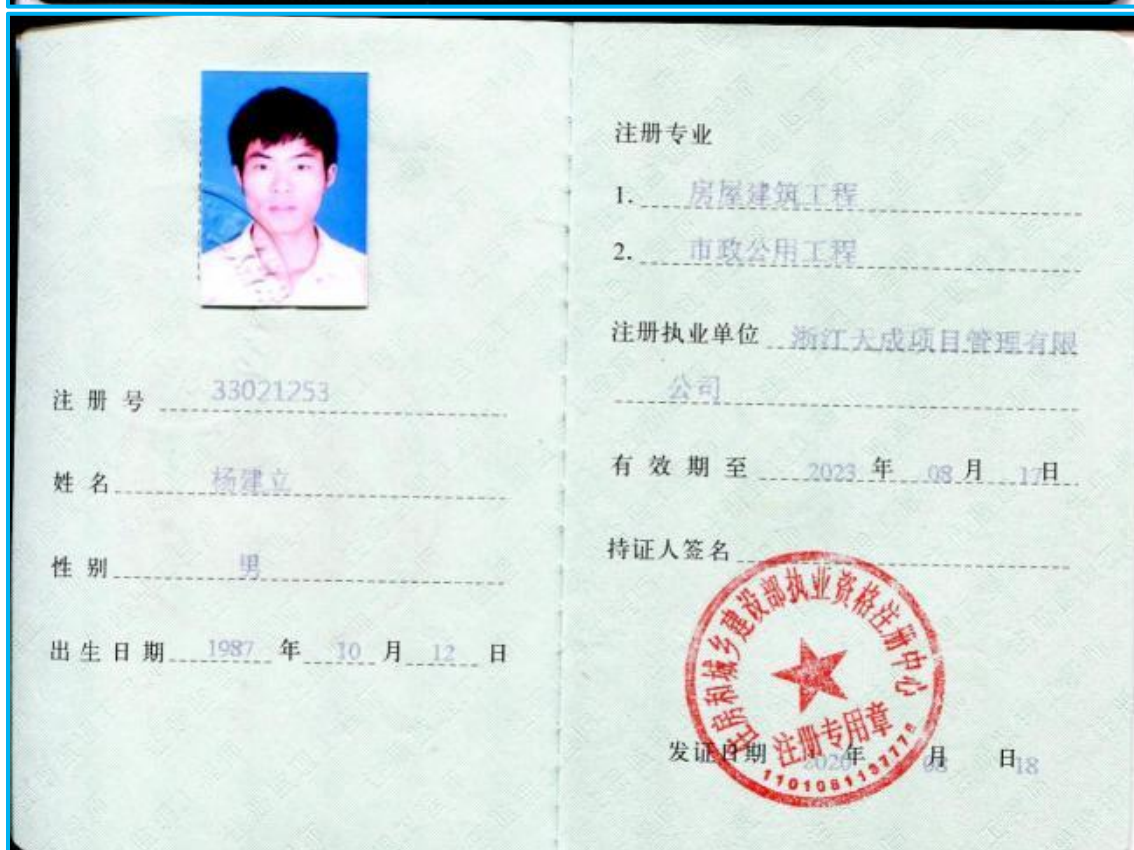 注 册 号 33021253
姓 名 杨建立
性 别 男
出 生 日 期 1987 年 10 月 12 日
注册专业
1. 房屋建筑工程
2. 市政公用工程
注册执业单位 浙江天成项目管理有限
公司
有 效 期 至 2023 年 08 月 17日
持证人签名
住房和城乡建设部执业资格注册中心
注册专用章
发证日期 2020 年 08 月 18 日